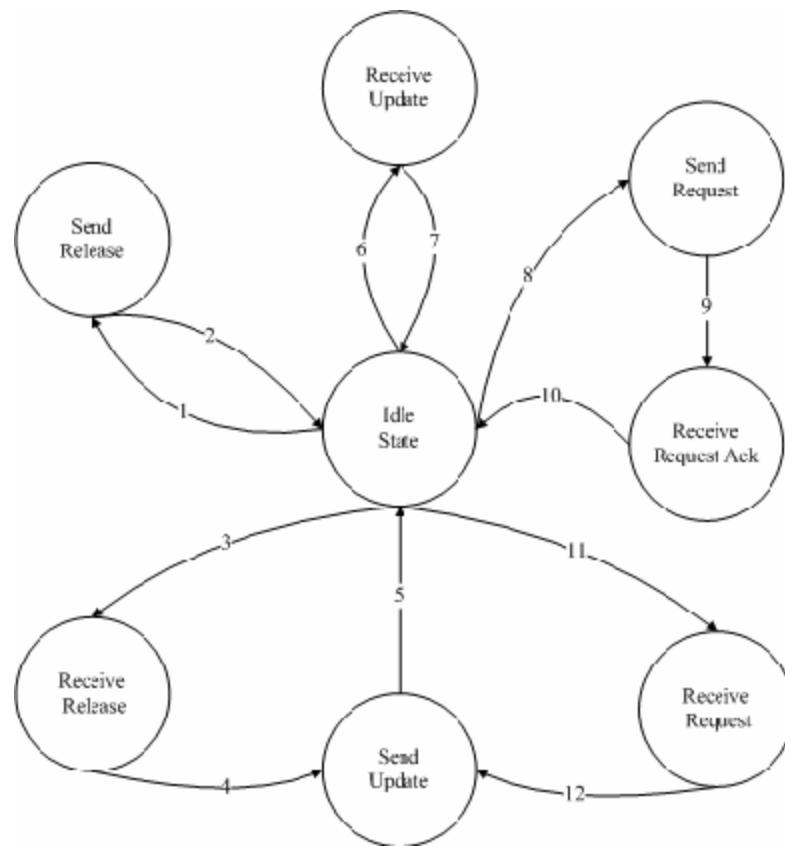 Receive
Update
Send
Request
Send
Release
6
7
8
9
2
1
10
Idle
State
Receive
Request Ack
3
11
5
Receive
Release
Receive
Request
Send
Update
4
12